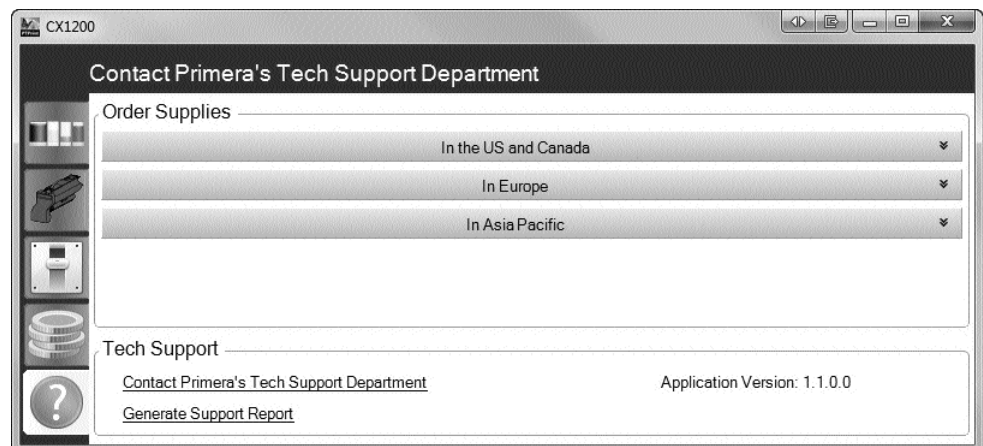 CX1200
Contact Primera's Tech Support Department
Order Supplies
In the US and Canada
In Europe
In Asia Pacific
Tech Support
Contact Primera's Tech Support Department
Application Version: 1.1.0.0
Generate Support Report